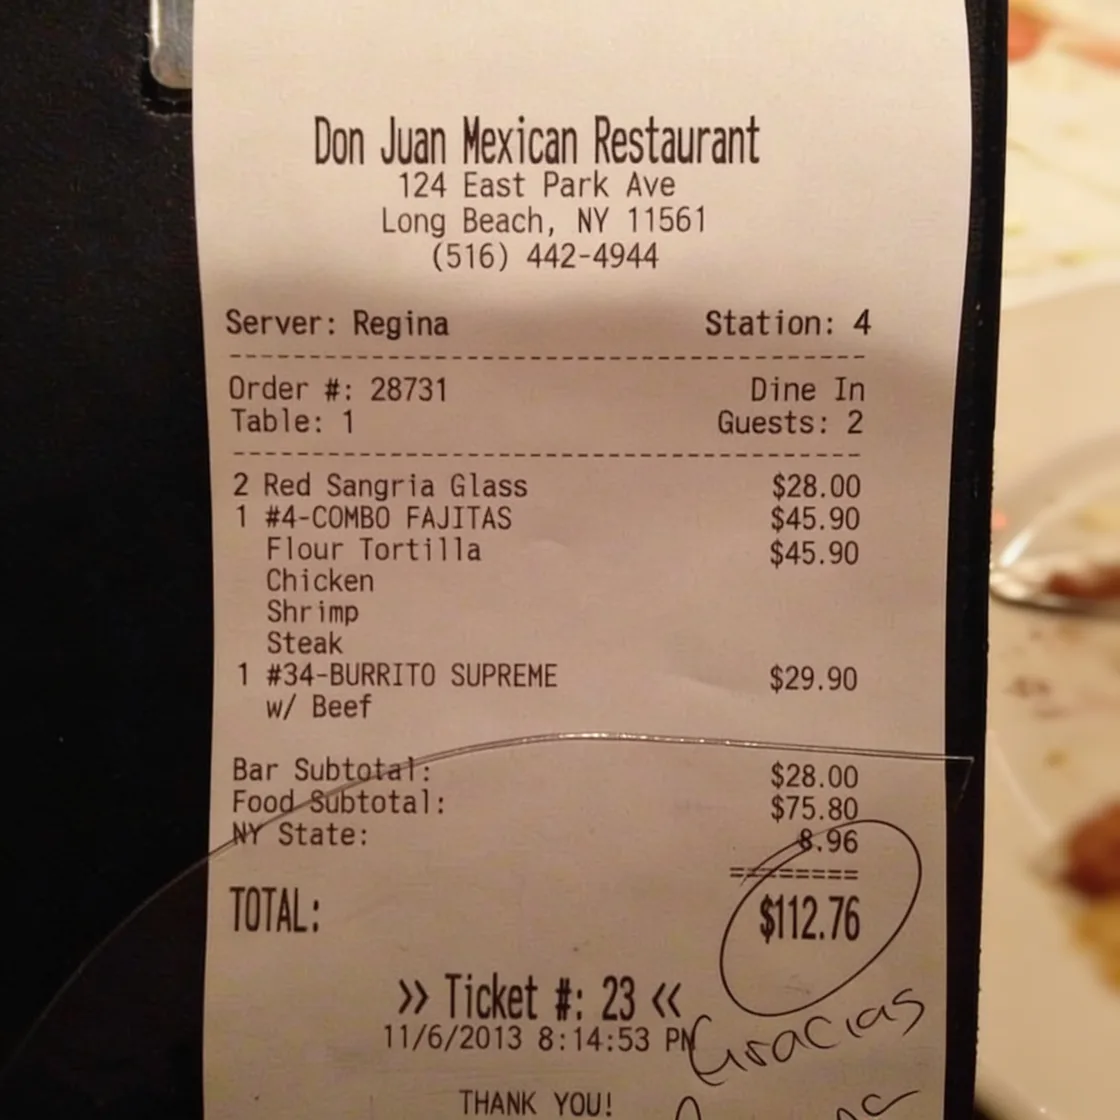 Don Juan Mexican Restaurant
124 East Park Ave
Long Beach, NY 11561
(516) 442-4944
Server: Regina Station: 4
Order #: 28731 Dine In
Table: 1 Guests: 2
2 Red Sangria Glass $28.00
1 #4-COMBO FAJITAS $45.90
Flour Tortilla $45.90
Chicken
Shrimp
Steak
1 #34-BURRITO SUPREME $29.90
w/ Beef
Bar Subtotal: $28.00
Food Subtotal: $75.80
NY State: 8.96
========
TOTAL: $112.76
>> Ticket #: 23 <<
11/6/2013 8:14:53 PM
Gracias
THANK YOU!